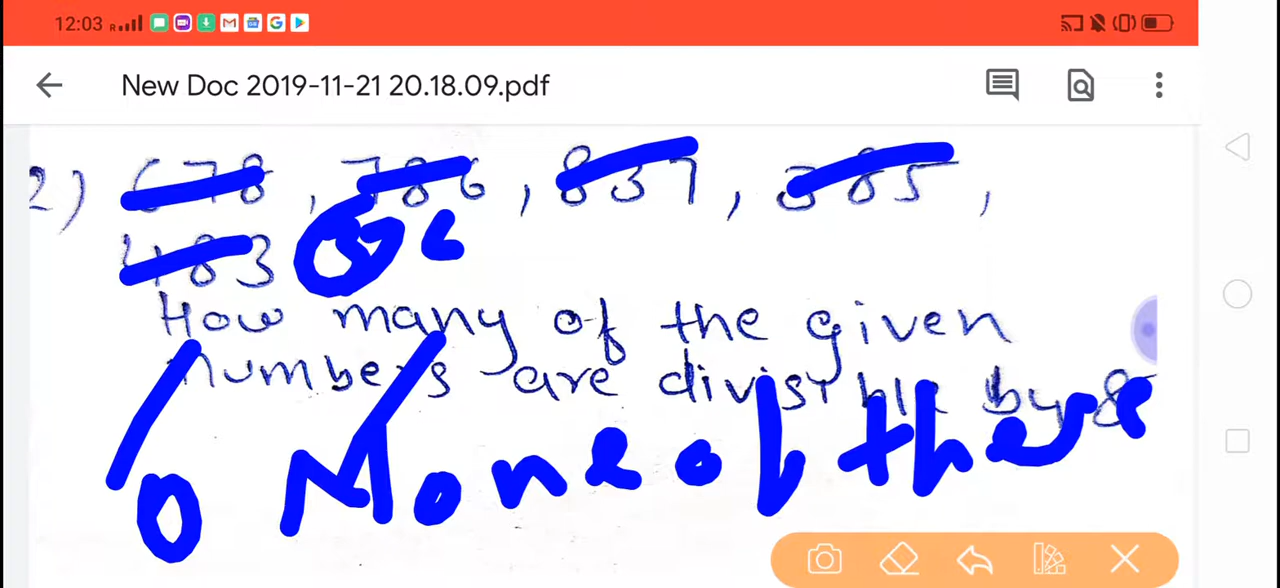 12:03
New Doc 2019-11-21 20.18.09.pdf
2) 678, 786, 837, 385,
483
How many of the given
numbers are divisible by 8
0 None of these